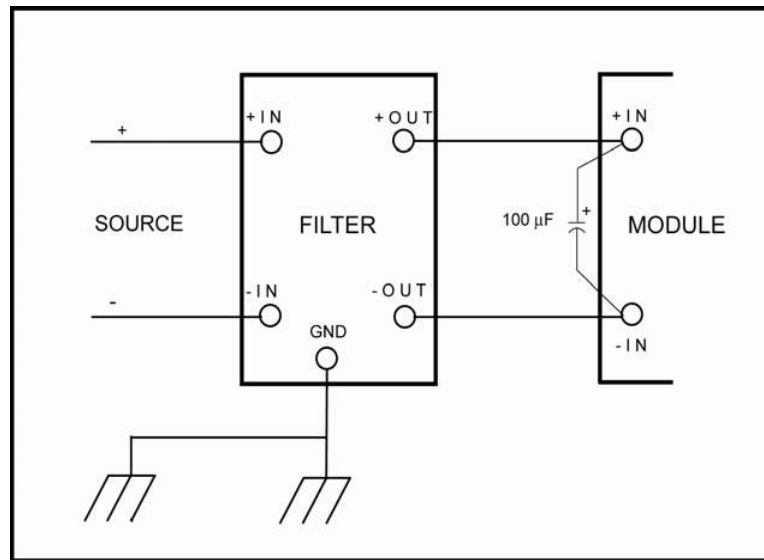 +IN
+OUT
+IN
+
SOURCE
FILTER
100 µF
+
MODULE
-
-IN
-OUT
-IN
GND